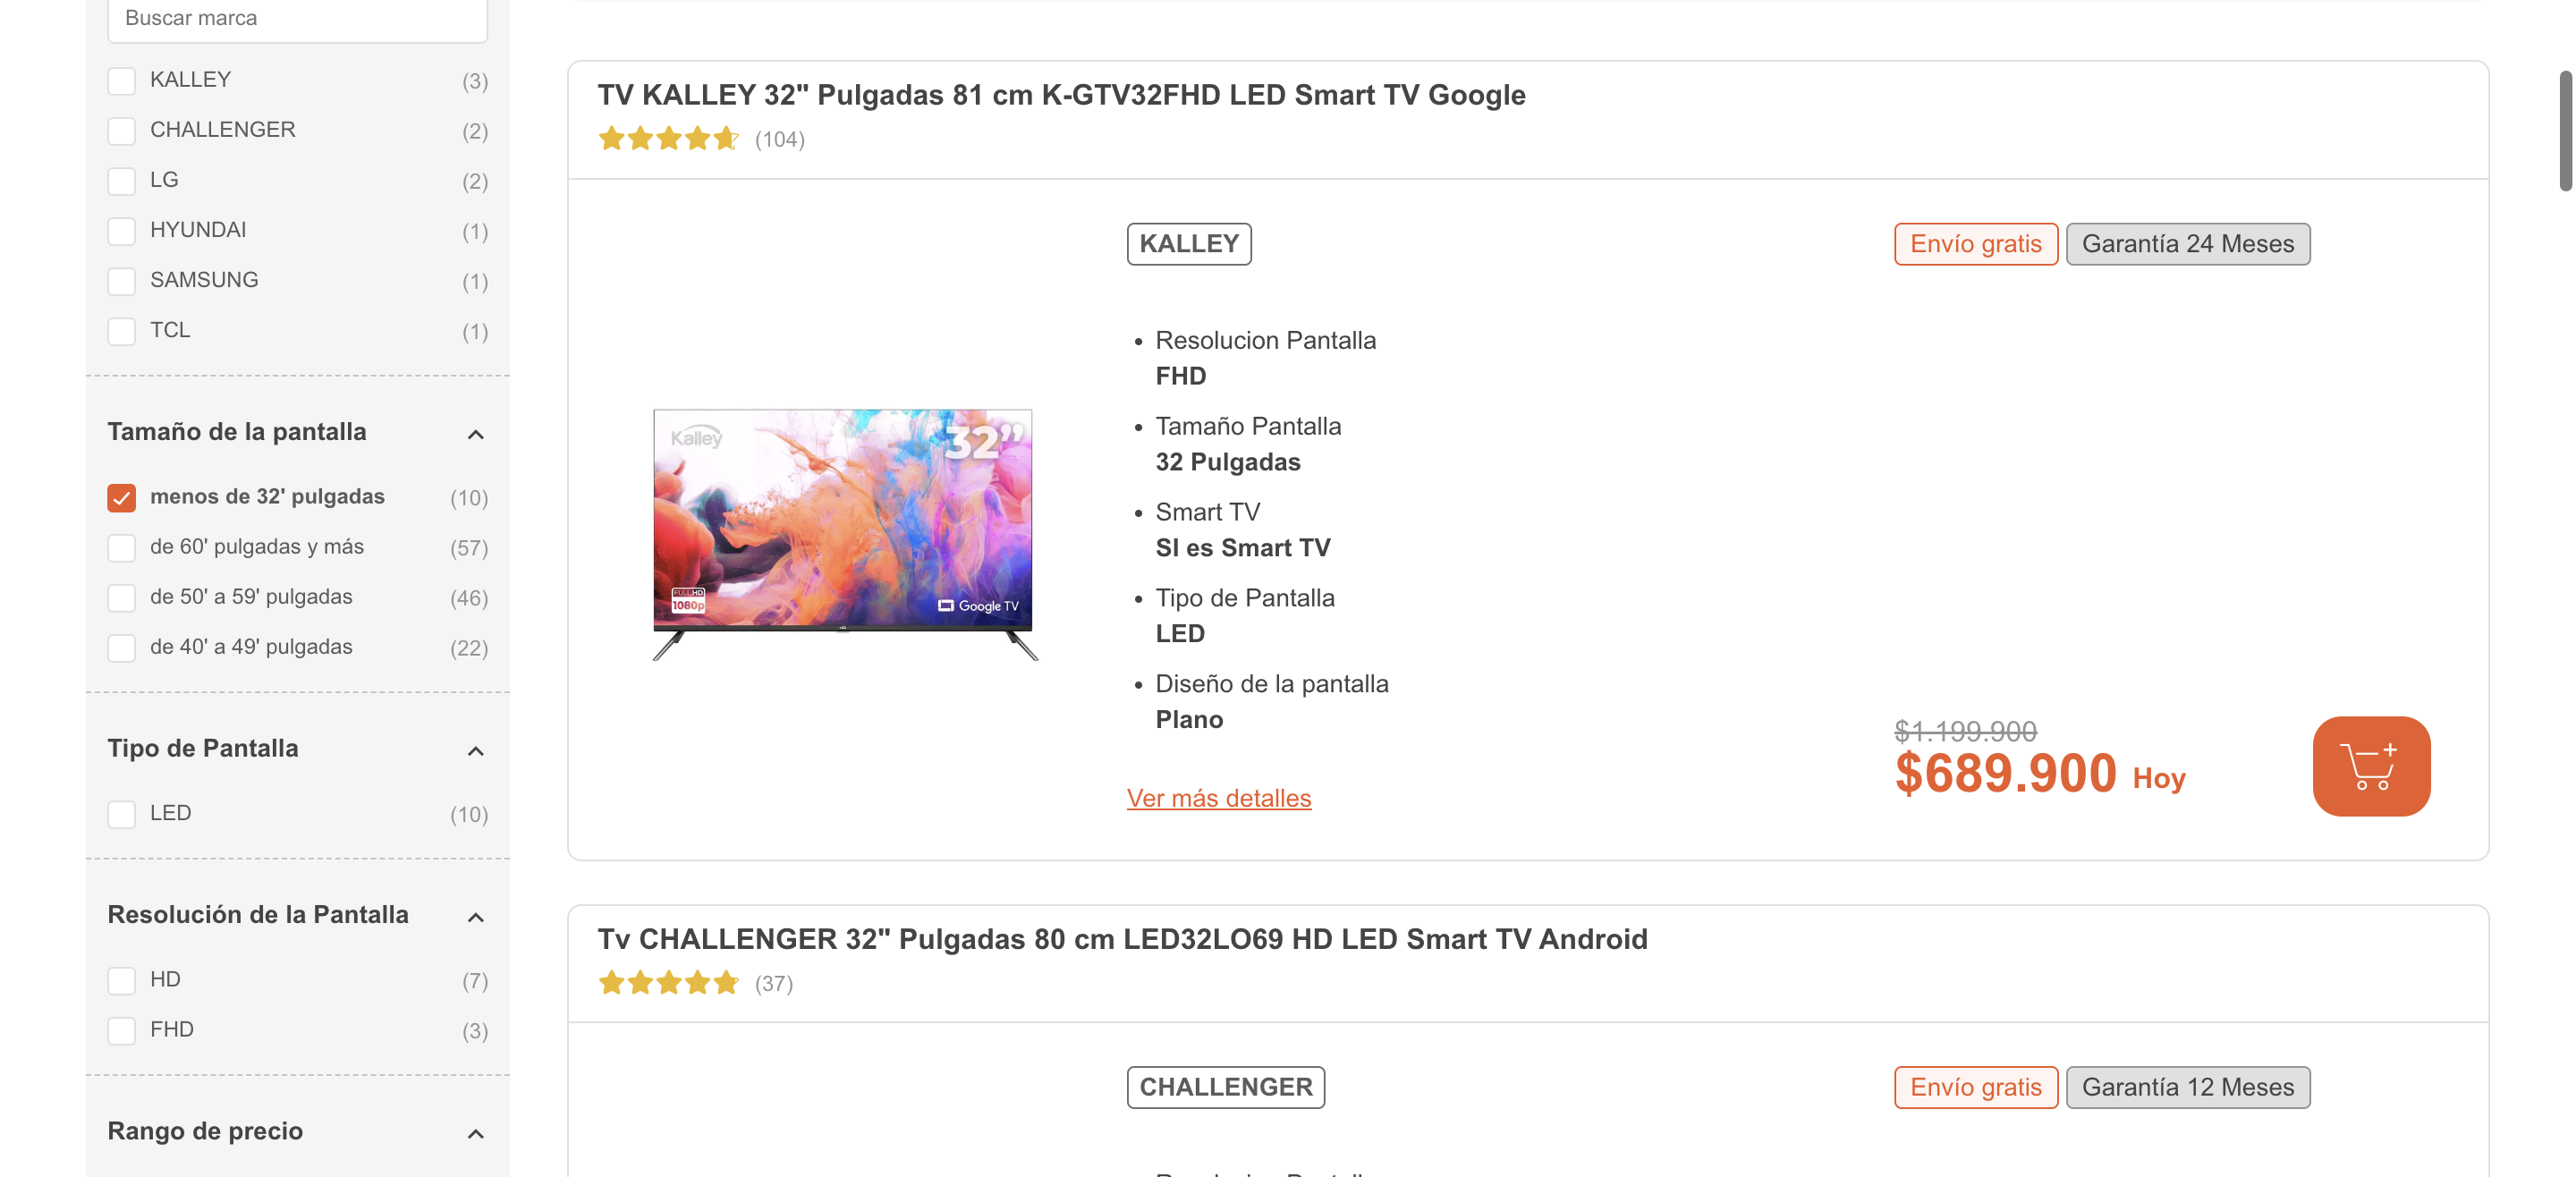 Buscar marca
KALLEY (3)
CHALLENGER (2)
LG (2)
HYUNDAI (1)
SAMSUNG (1)
TCL (1)
Tamaño de la pantalla
menos de 32' pulgadas (10)
de 60' pulgadas y más (57)
de 50' a 59' pulgadas (46)
de 40' a 49' pulgadas (22)
Tipo de Pantalla
LED (10)
Resolución de la Pantalla
HD (7)
FHD (3)
Rango de precio
TV KALLEY 32" Pulgadas 81 cm K-GTV32FHD LED Smart TV Google
(104)
Kalley
32”
FULL HD
1080p
Google TV
KALLEY
Envío gratis Garantía 24 Meses
• Resolucion Pantalla
FHD
• Tamaño Pantalla
32 Pulgadas
• Smart TV
SI es Smart TV
• Tipo de Pantalla
LED
• Diseño de la pantalla
Plano
Ver más detalles
$1.199.900
$689.900 Hoy
Tv CHALLENGER 32" Pulgadas 80 cm LED32LO69 HD LED Smart TV Android
(37)
CHALLENGER
Envío gratis Garantía 12 Meses